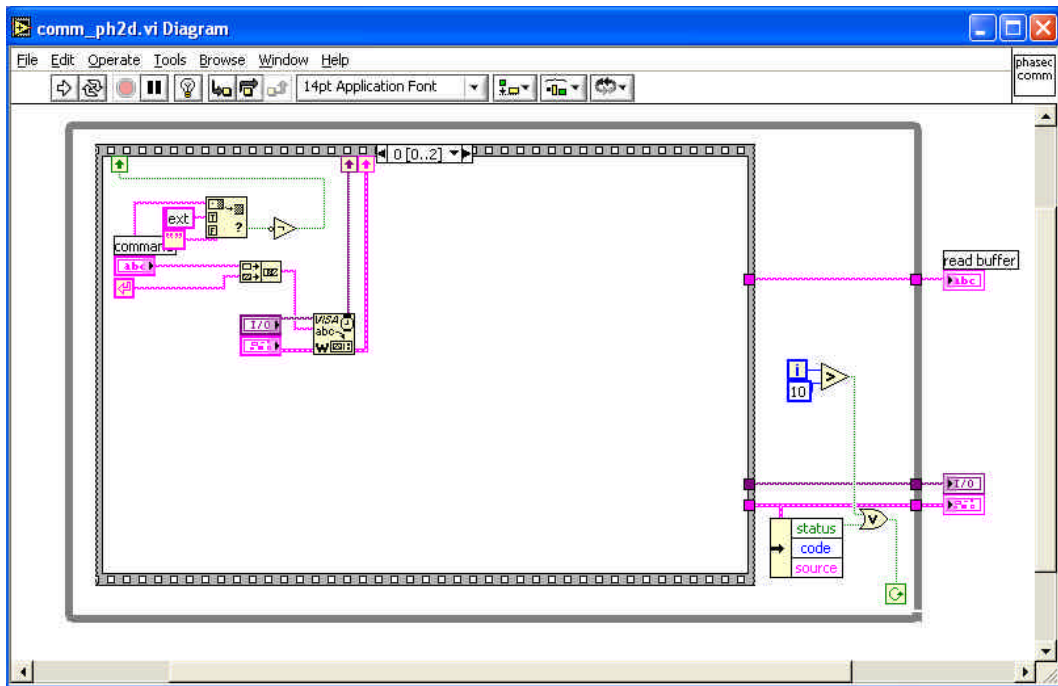 comm_ph2d.vi Diagram
File Edit Operate Tools Browse Window Help
phasec
comm
14pt Application Font
0 [0..2]
ext
T
F
?
""
command
abc
I/O
VISA
abc
W
read buffer
abc
i
10
>
I/O
V
status
code
source